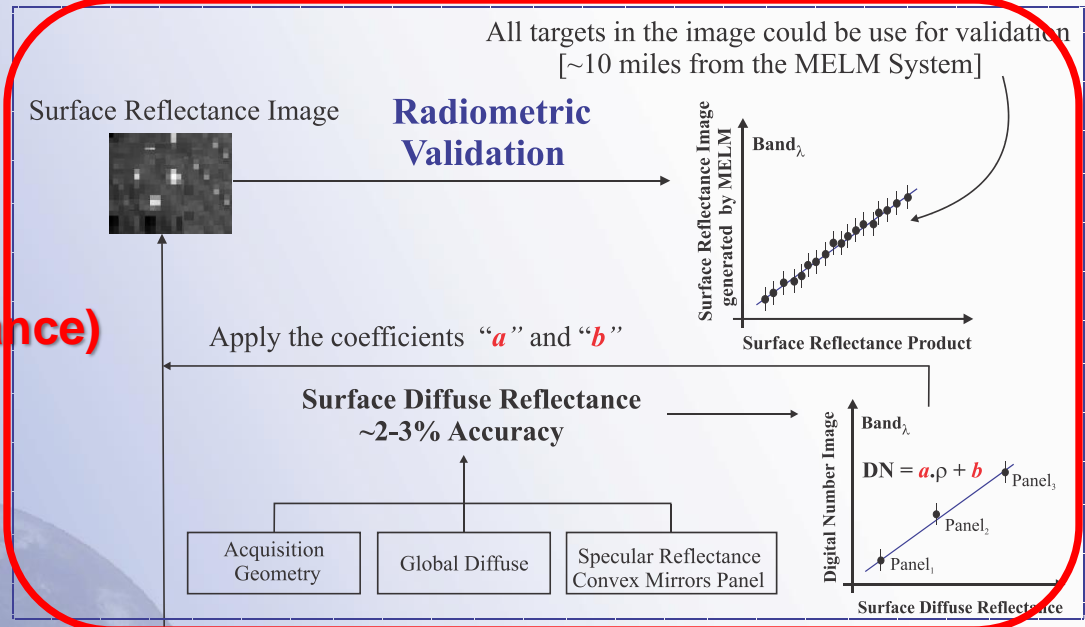 All targets in the image could be use for validation
[~10 miles from the MELM System]
Surface Reflectance Image
Radiometric
Validation
Surface Reflectance Image
generated by MELM
Bandλ
Surface Reflectance Product
nce)
Apply the coefficients “a” and “b”
Surface Diffuse Reflectance
~2-3% Accuracy
Acquisition
Geometry
Global Diffuse
Specular Reflectance
Convex Mirrors Panel
Digital Number Image
Bandλ
DN = a.ρ + b
Panel₃
Panel₂
Panel₁
Surface Diffuse Reflectance